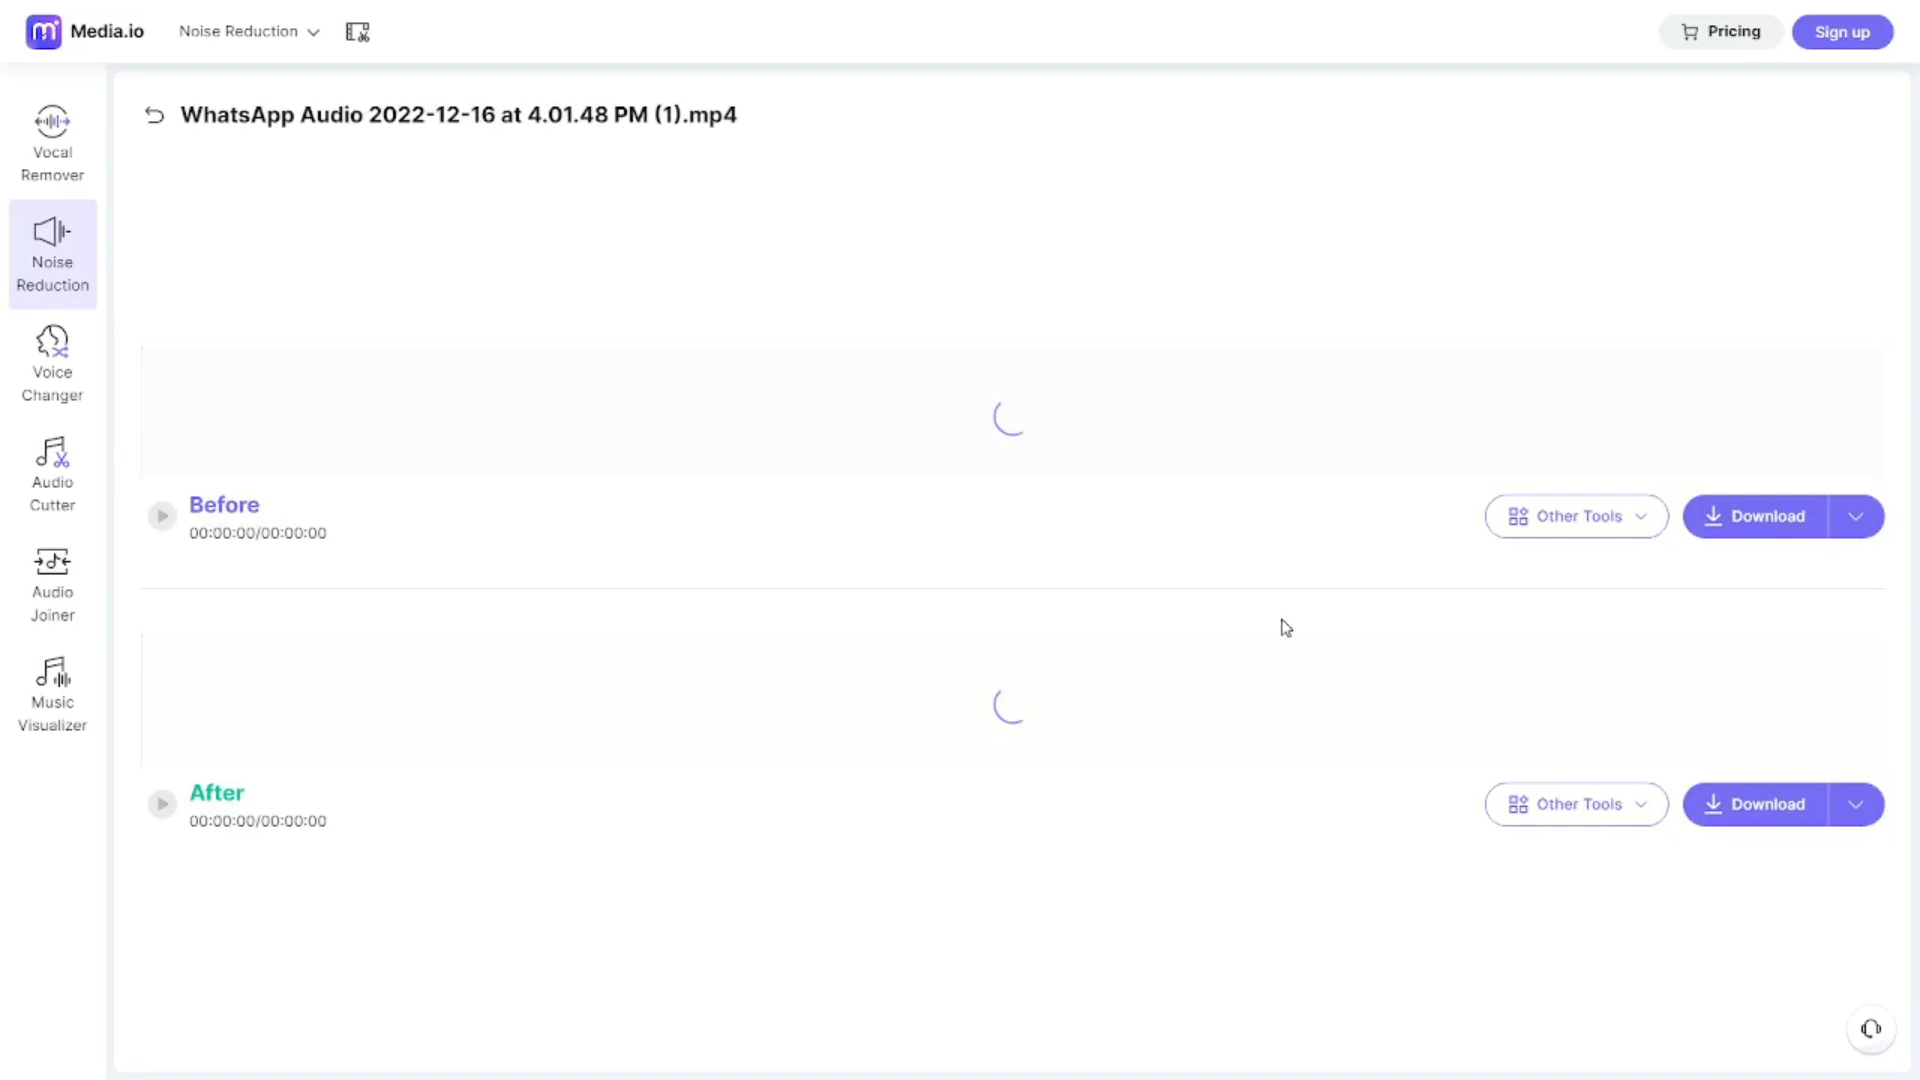 Media.io
Noise Reduction
Pricing
Sign up
WhatsApp Audio 2022-12-16 at 4.01.48 PM (1).mp4
Vocal
Remover
Noise
Reduction
Voice
Changer
Audio
Cutter
Audio
Joiner
Music
Visualizer
Before
00:00:00/00:00:00
Other Tools
Download
After
00:00:00/00:00:00
Other Tools
Download